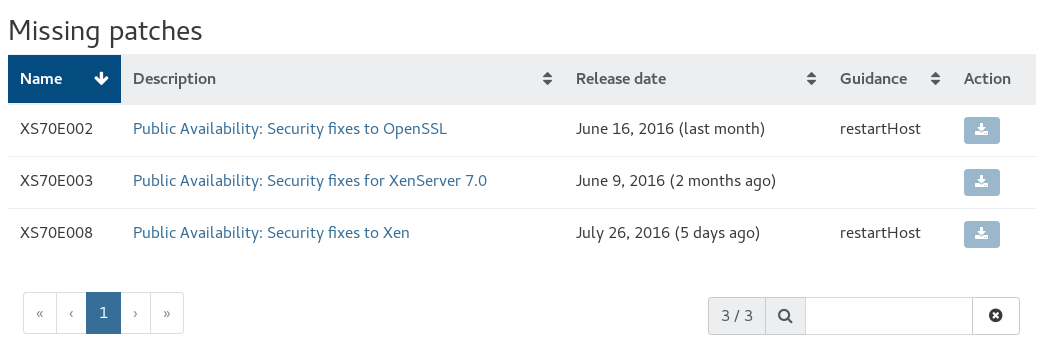 Missing patches
Name Description Release date Guidance Action
XS70E002 Public Availability: Security fixes to OpenSSL June 16, 2016 (last month) restartHost
XS70E003 Public Availability: Security fixes for XenServer 7.0 June 9, 2016 (2 months ago)
XS70E008 Public Availability: Security fixes to Xen July 26, 2016 (5 days ago) restartHost
« ‹ 1 › » 3 / 3